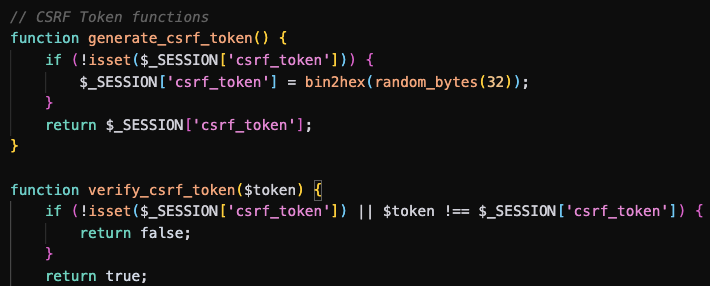 // CSRF Token functions
function generate_csrf_token() {
    if (!isset($_SESSION['csrf_token'])) {
        $_SESSION['csrf_token'] = bin2hex(random_bytes(32));
    }
    return $_SESSION['csrf_token'];
}

function verify_csrf_token($token) {
    if (!isset($_SESSION['csrf_token']) || $token !== $_SESSION['csrf_token']) {
        return false;
    }
    return true;